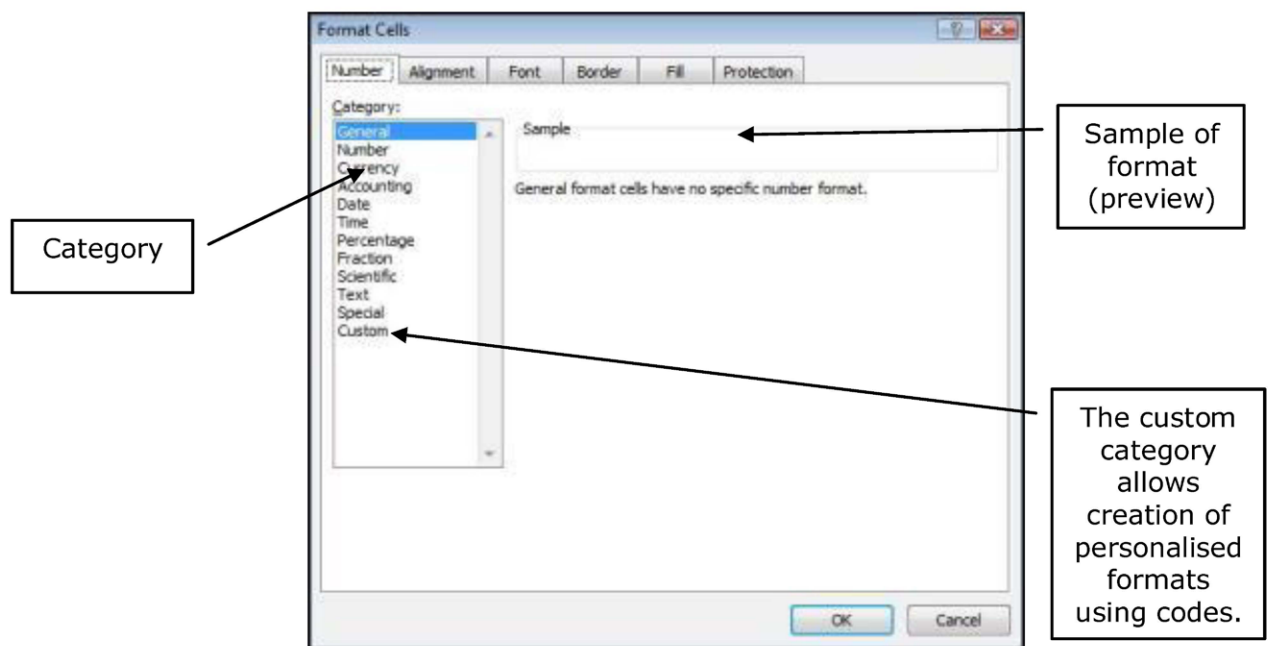 Format Cells
Number Alignment Font Border Fill Protection
Category:
General
Number
Currency
Accounting
Date
Time
Percentage
Fraction
Scientific
Text
Special
Custom
Sample
General format cells have no specific number format.
OK Cancel
Category
Sample of
format
(preview)
The custom
category
allows
creation of
personalised
formats
using codes.